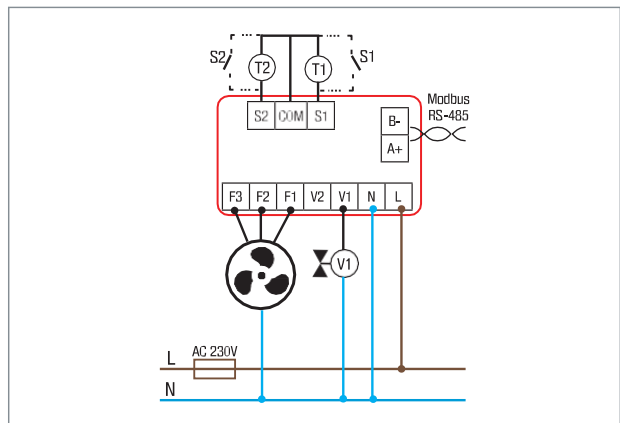 S2 T2 T1 S1
S2 COM S1
B-
A+
Modbus
RS-485
F3 F2 F1 V2 V1 N L
V1
L AC 230V
N